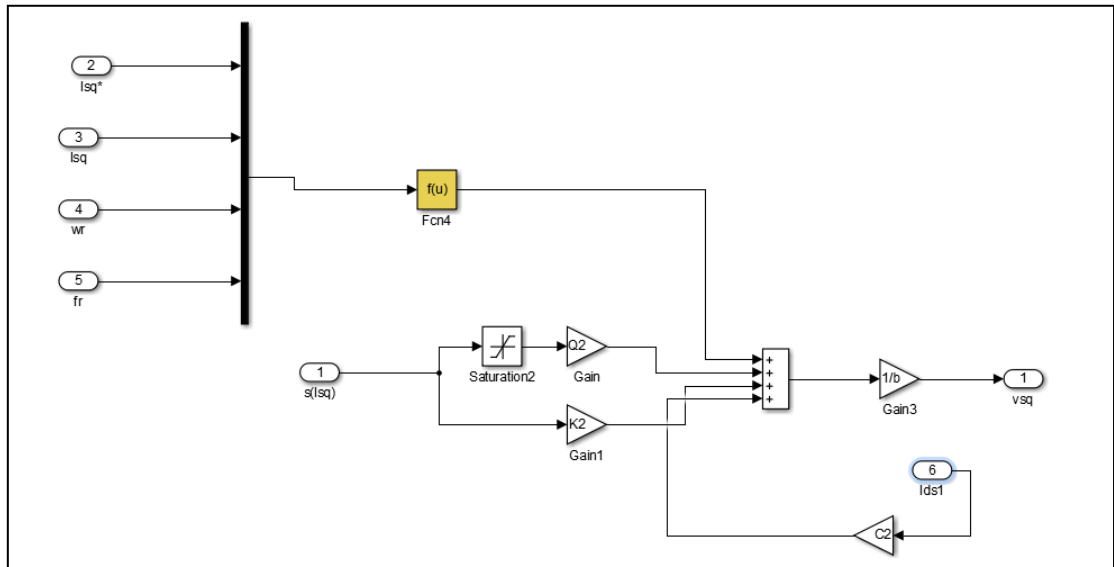 2
Isq*
3
Isq
4
wr
5
fr
f(u)
Fcn4
1
s(Isq)
Saturation2
Q2
Gain
K2
Gain1
+
+
+
+
1/b
Gain3
1
vsq
6
Ids1
C2